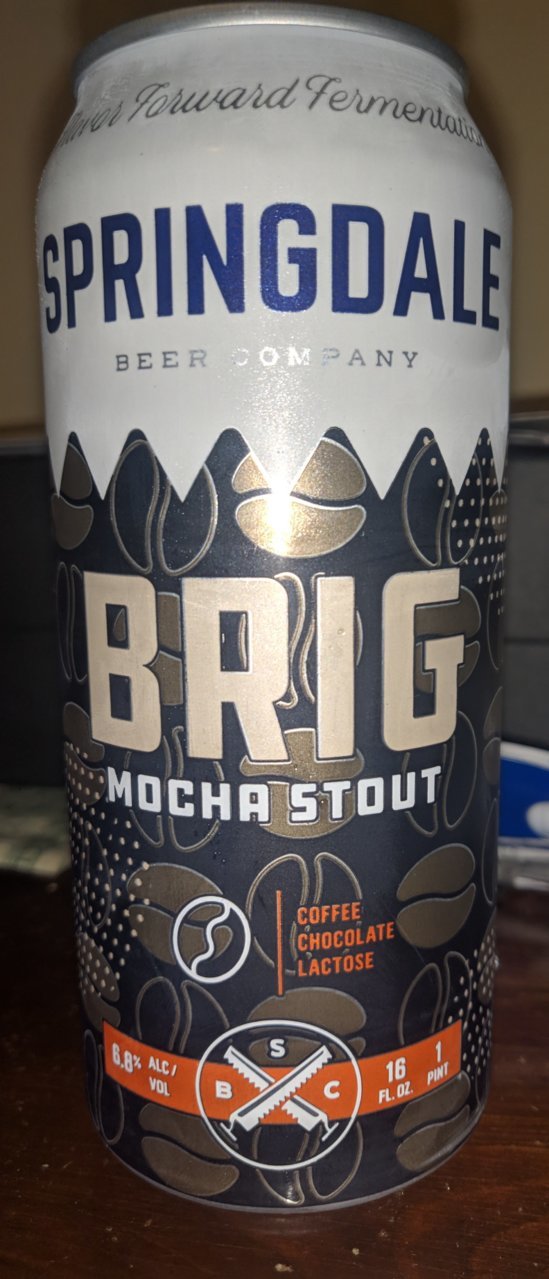 Forward Fermentation
SPRINGDALE
BEER COMPANY
BRIG
MOCHA STOUT
COFFEE
CHOCOLATE
LACTOSE
6.8% ALC/
VOL
S
B C
16
FL. OZ.
1
PINT